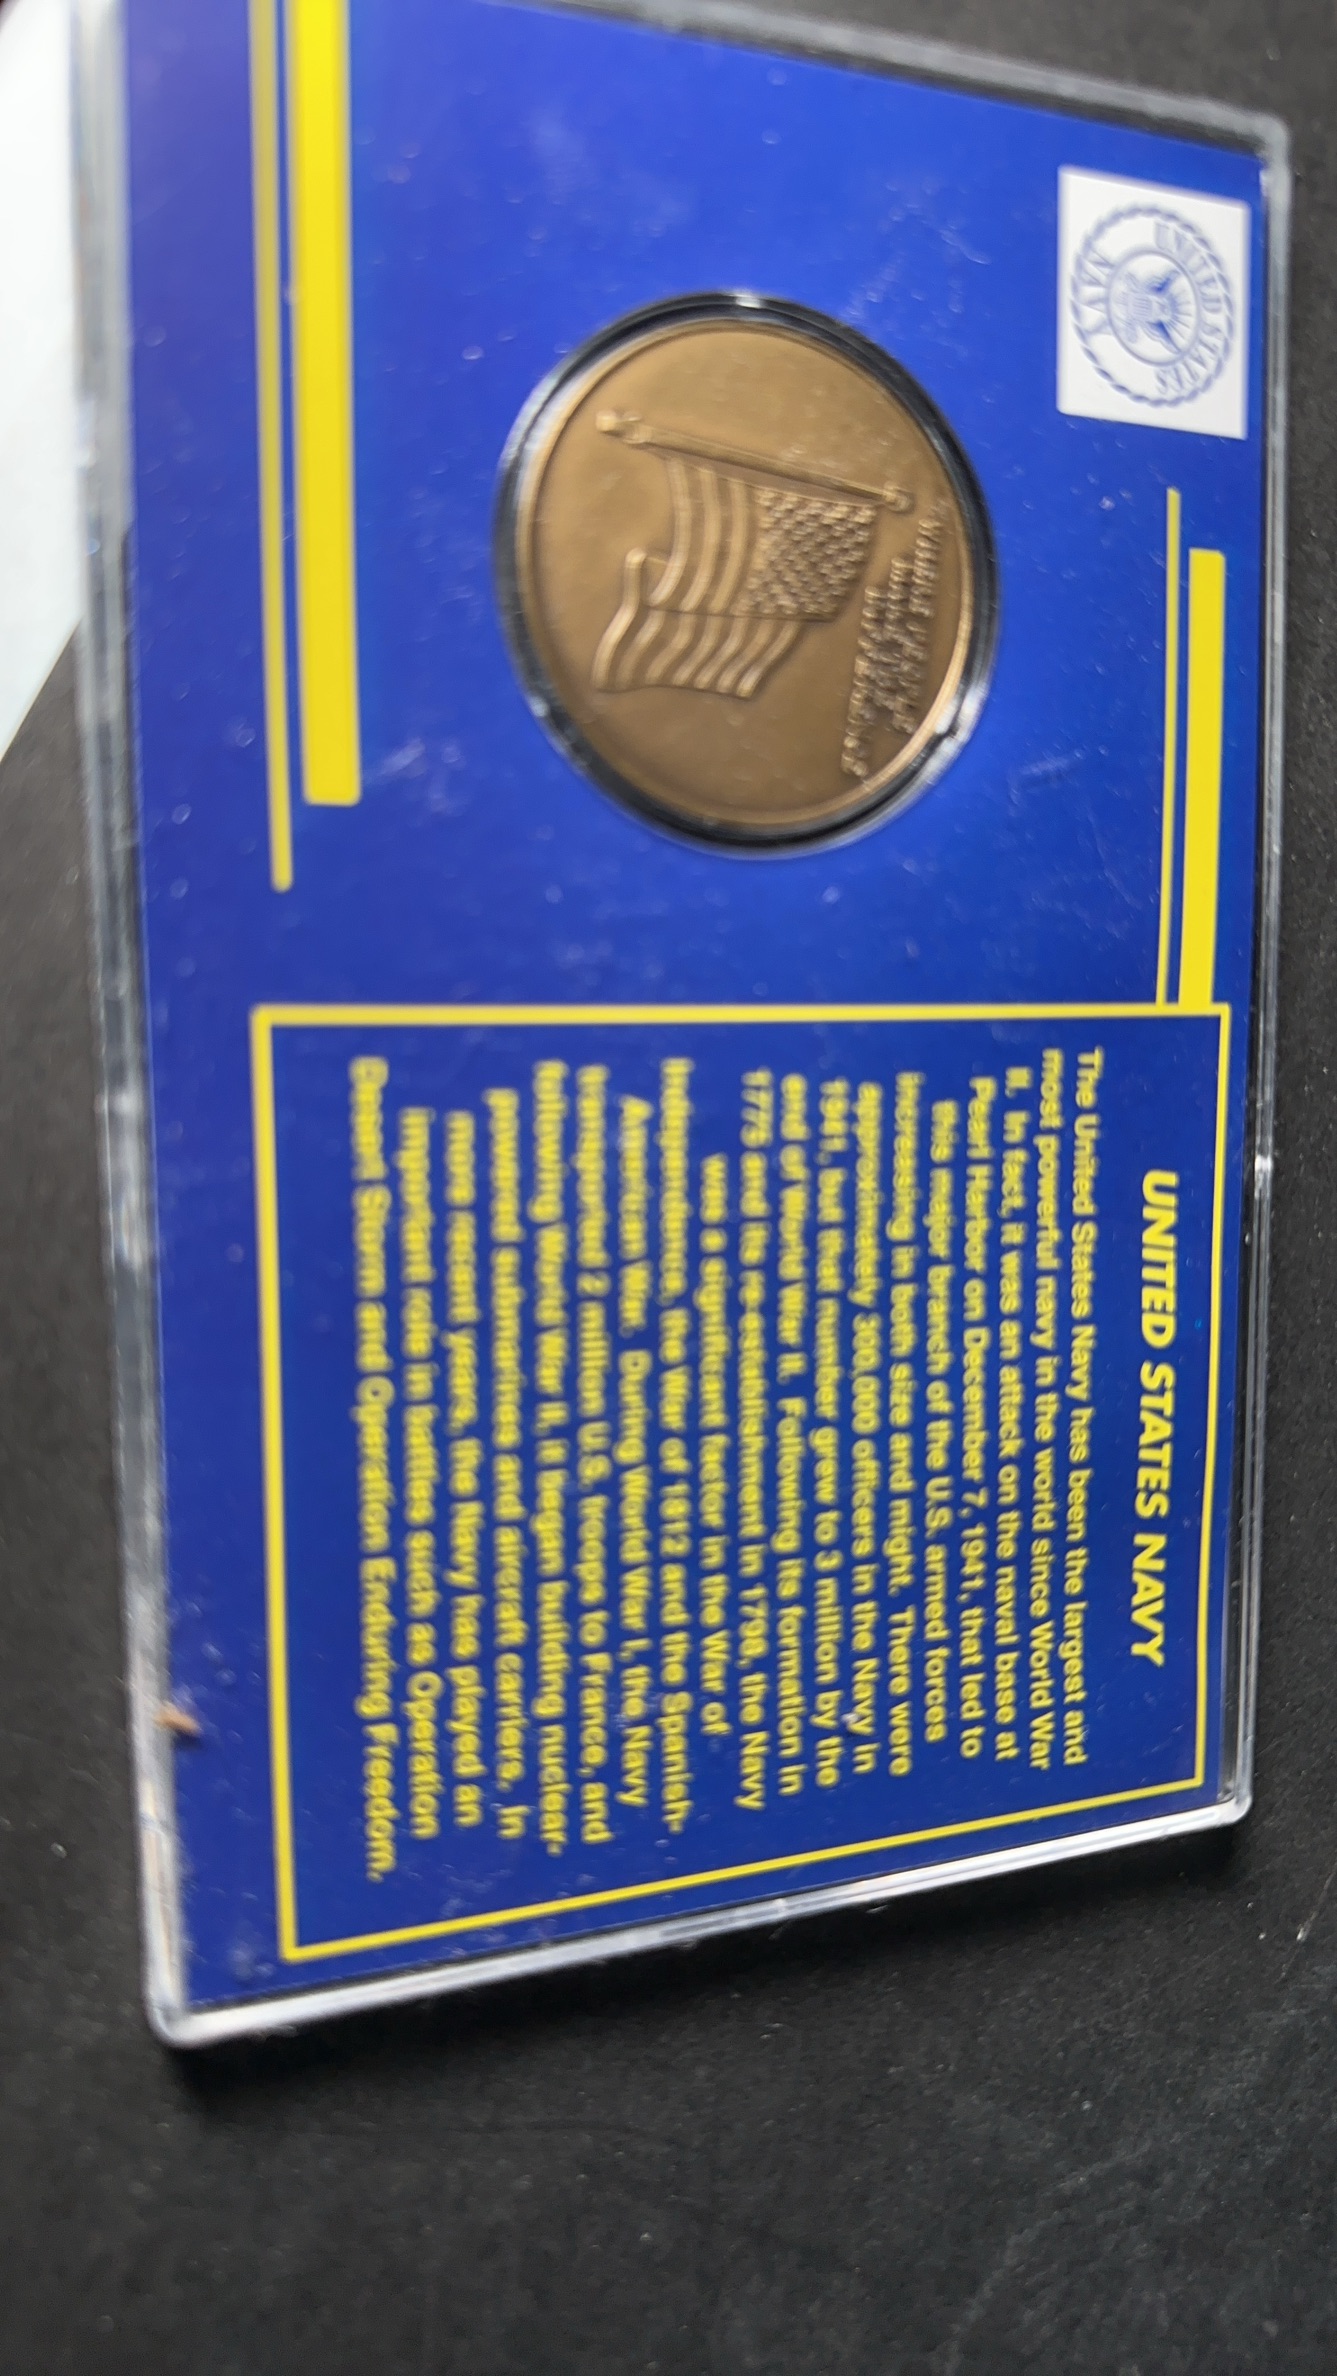 UNITED STATES
NAVY
UNITED STATES NAVY
The United States Navy has been the largest and
most powerful navy in the world since World War
II. In fact, it was an attack on the naval base at
Pearl Harbor on December 7, 1941, that led to
this major branch of the U.S. armed forces
increasing in both size and might. There were
approximately 300,000 officers in the Navy in
1941, but that number grew to 3 million by the
end of World War II. Following its formation in
1775 and its re-establishment in 1798, the Navy
was a significant factor in the War of
Independence, the War of 1812 and the Spanish-
American War. During World War I, the Navy
transported 2 million U.S. troops to France, and
following World War II, it began building nuclear-
powered submarines and aircraft carriers. In
more recent years, the Navy has played an
important role in battles such as Operation
Desert Storm and Operation Enduring Freedom.